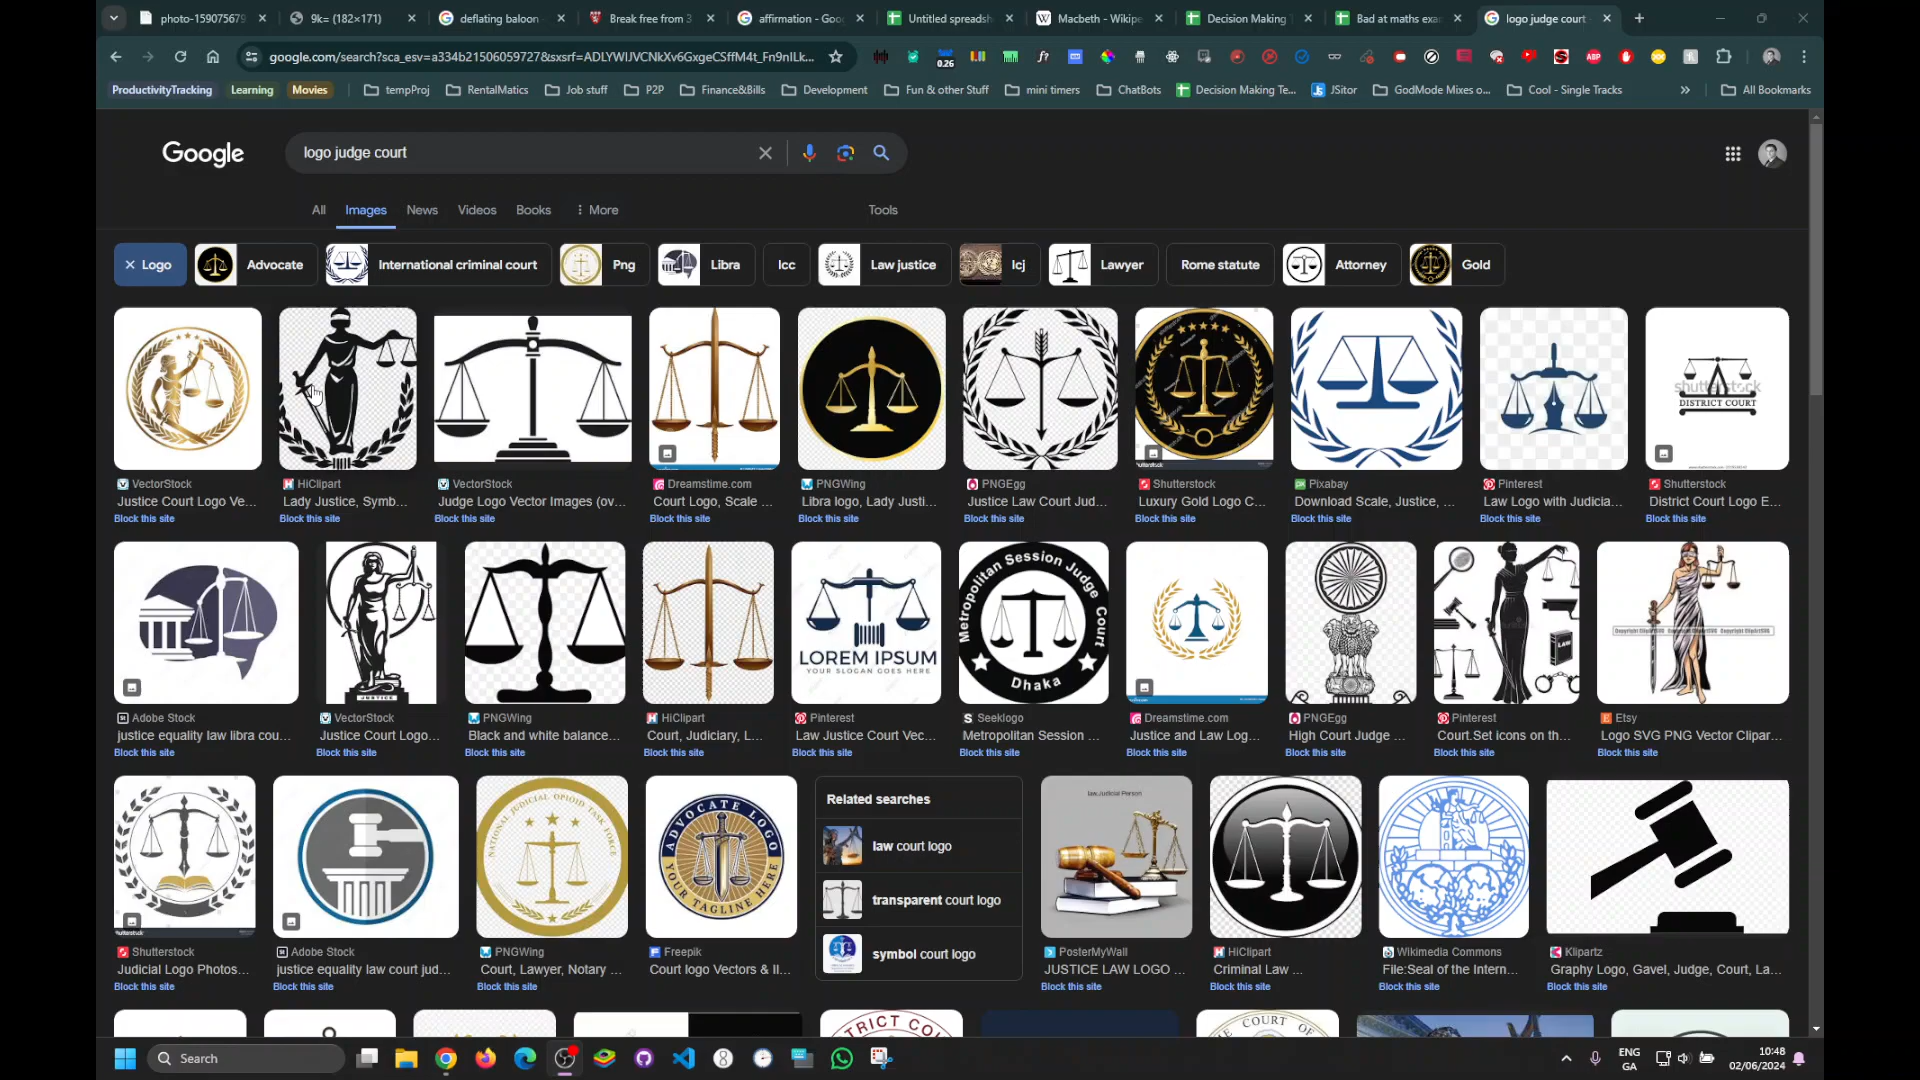 photo-159075679
9k= (182×171)
deflating baloon -
Break free from 3
affirmation - Goo
Untitled spreadsh
Macbeth - Wikipe
Decision Making T
Bad at maths exa
logo judge court
google.com/search?sca_esv=a334b215060597278&sxsrf=ADLYWIJVCNkXv6GxgeCSffM4t_Fn9nILk...
0.26
ProductivityTracking
Learning
Movies
tempProj
RentalMatics
Job stuff
P2P
Finance&Bills
Development
Fun & other Stuff
mini timers
ChatBots
Decision Making Te...
JSitor
GodMode Mixes o...
Cool - Single Tracks
All Bookmarks
Google
logo judge court
All
Images
News
Videos
Books
More
Tools
Logo
Advocate
International criminal court
Png
Libra
Icc
Law justice
Icj
Lawyer
Rome statute
Attorney
Gold
shutterstock
DISTRICT COURT
VectorStock
HiClipart
VectorStock
Dreamstime.com
PNGWing
PNGEgg
Shutterstock
Pixabay
Pinterest
Shutterstock
Justice Court Logo Ve...
Lady Justice, Symb...
Judge Logo Vector Images (ov...
Court Logo, Scale ...
Libra logo, Lady Justi...
Justice Law Court Jud...
Luxury Gold Logo C...
Download Scale, Justice, ...
Law Logo with Judicia...
District Court Logo E...
Block this site
Block this site
Block this site
Block this site
Block this site
Block this site
Block this site
Block this site
Block this site
Block this site
JUSTICE
LOREM IPSUM
YOUR SLOGAN GOES HERE
Metropolitan Session Judge Court
Dhaka
LAW
Adobe Stock
VectorStock
PNGWing
HiClipart
Pinterest
Seeklogo
Dreamstime.com
PNGEgg
Pinterest
Etsy
justice equality law libra cou...
Justice Court Logo...
Black and white balance...
Court, Judiciary, L...
Law Justice Court Vec...
Metropolitan Session ...
Justice and Law Log...
High Court Judge ...
Court.Set icons on th...
Logo SVG PNG Vector Clipar...
Block this site
Block this site
Block this site
Block this site
Block this site
Block this site
Block this site
Block this site
Block this site
Block this site
NATIONAL JUDICIAL OPIOID TASK FORCE
ADVOCATE LOGO
YOUR TAGLINE HERE
Related searches
law court logo
transparent court logo
symbol court logo
law.Judicial Person
Shutterstock
Adobe Stock
PNGWing
Freepik
PosterMyWall
HiClipart
Wikimedia Commons
Klipartz
Judicial Logo Photos...
justice equality law court jud...
Court, Lawyer, Notary ...
Court logo Vectors & Il...
JUSTICE LAW LOGO ...
Criminal Law ...
File:Seal of the Intern...
Graphy Logo, Gavel, Judge, Court, La...
Block this site
Block this site
Block this site
Block this site
Block this site
Block this site
Block this site
Block this site
TRICT COU
COURT OF
Search
ENG
GA
10:48
02/06/2024